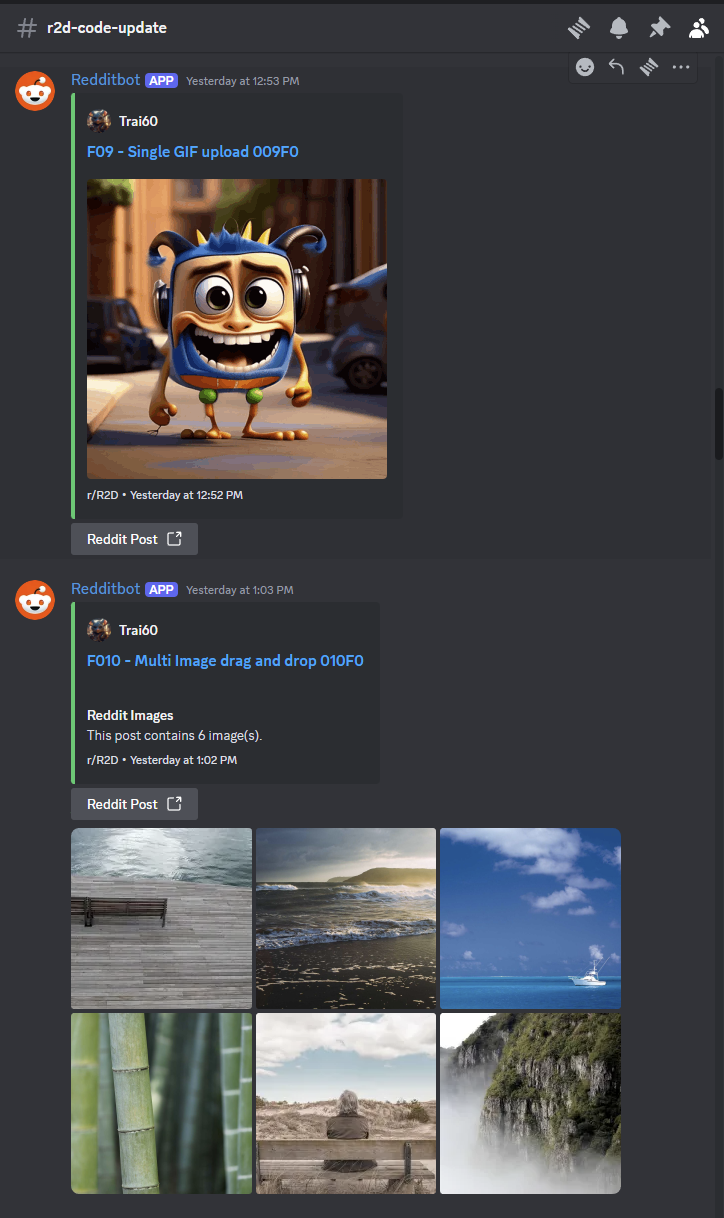 # r2d-code-update
Redditbot APP Yesterday at 12:53 PM
Trai60
F09 - Single GIF upload 009F0
r/R2D • Yesterday at 12:52 PM
Reddit Post
Redditbot APP Yesterday at 1:03 PM
Trai60
F010 - Multi Image drag and drop 010F0
Reddit Images
This post contains 6 image(s).
r/R2D • Yesterday at 1:02 PM
Reddit Post